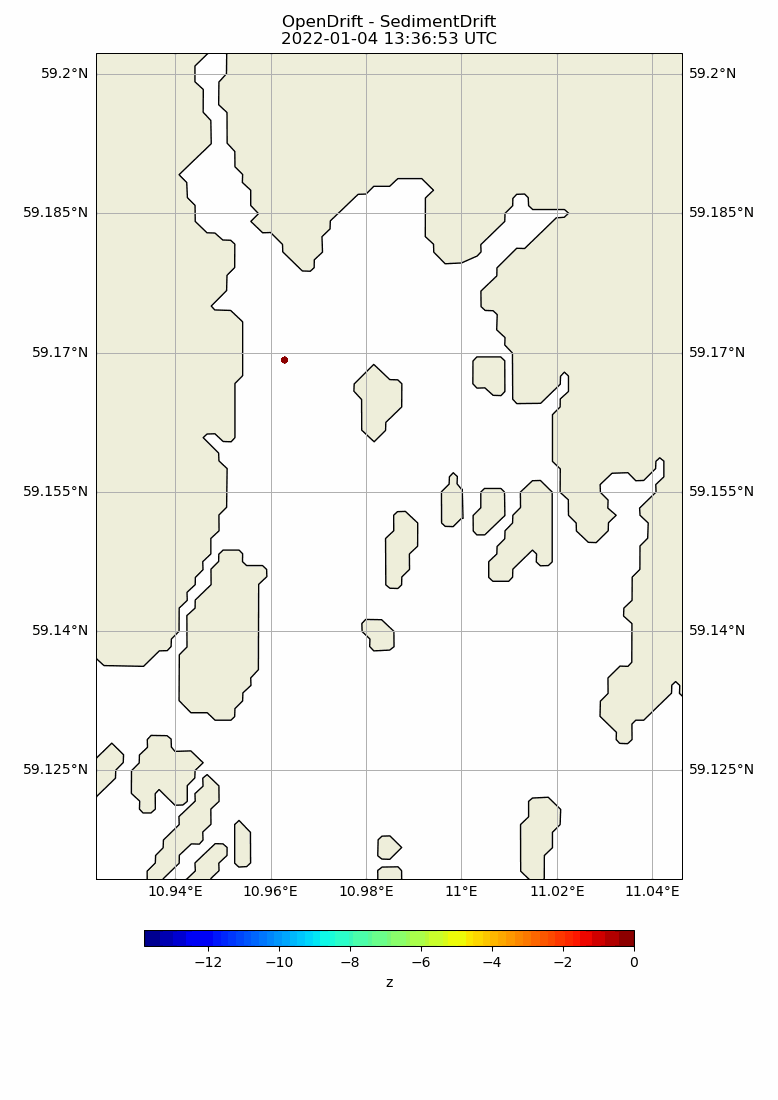 OpenDrift - SedimentDrift
2022-01-04 13:36:53 UTC
59.2°N 59.2°N
59.185°N 59.185°N
59.17°N 59.17°N
59.155°N 59.155°N
59.14°N 59.14°N
59.125°N 59.125°N
10.94°E 10.96°E 10.98°E 11°E 11.02°E 11.04°E
−12 −10 −8 −6 −4 −2 0
z